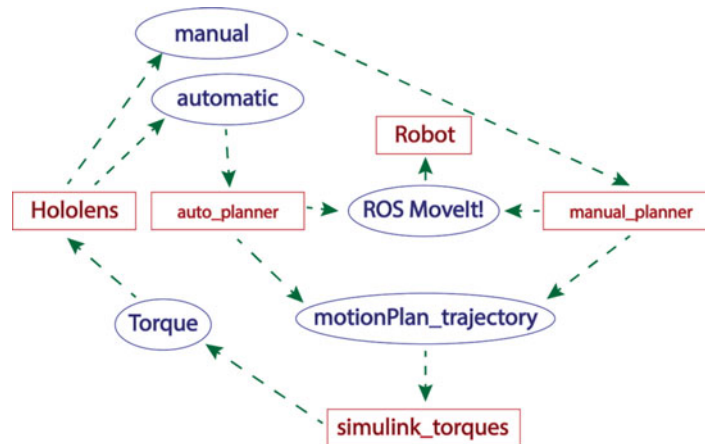 manual
automatic
Robot
Hololens
auto_planner
ROS MoveIt!
manual_planner
Torque
motionPlan_trajectory
simulink_torques